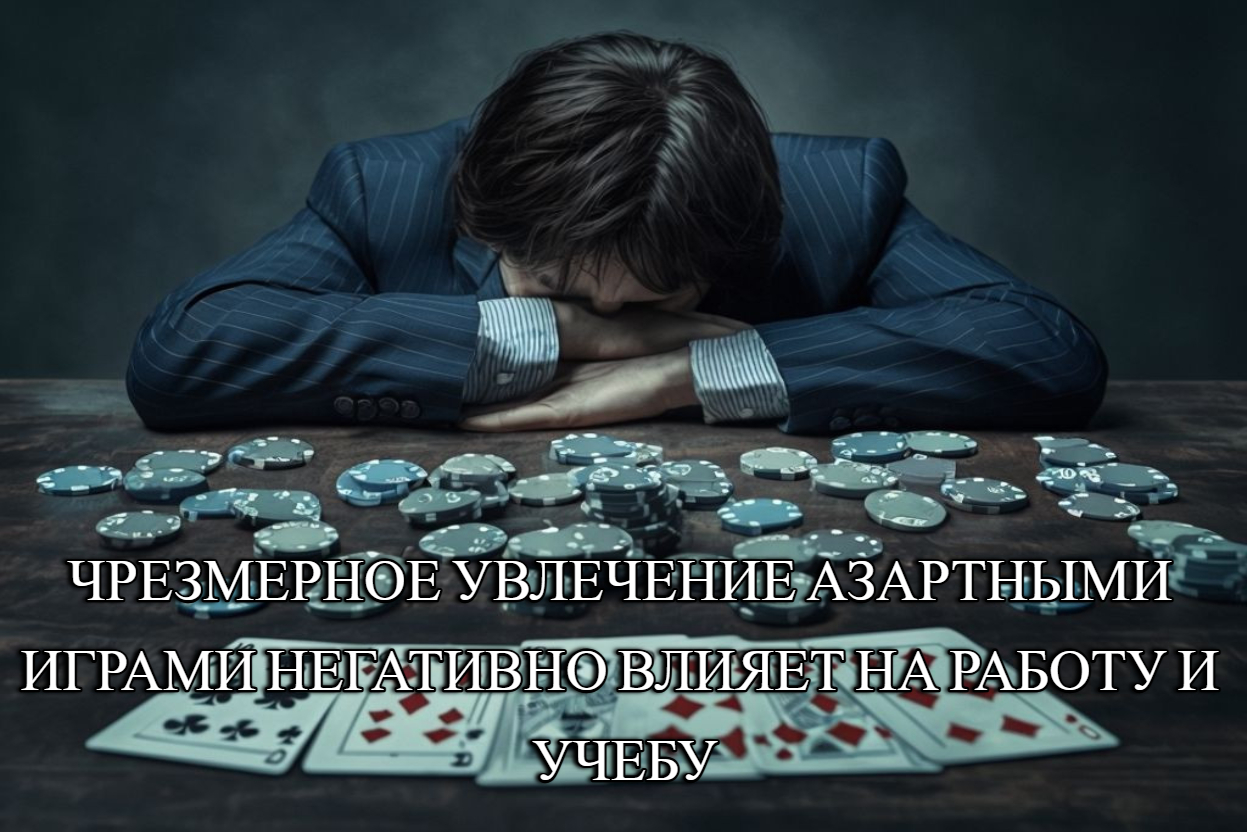 ЧРЕЗМЕРНОЕ УВЛЕЧЕНИЕ АЗАРТНЫМИ
ИГРАМИ НЕГАТИВНО ВЛИЯЕТ НА РАБОТУ И
УЧЕБУ